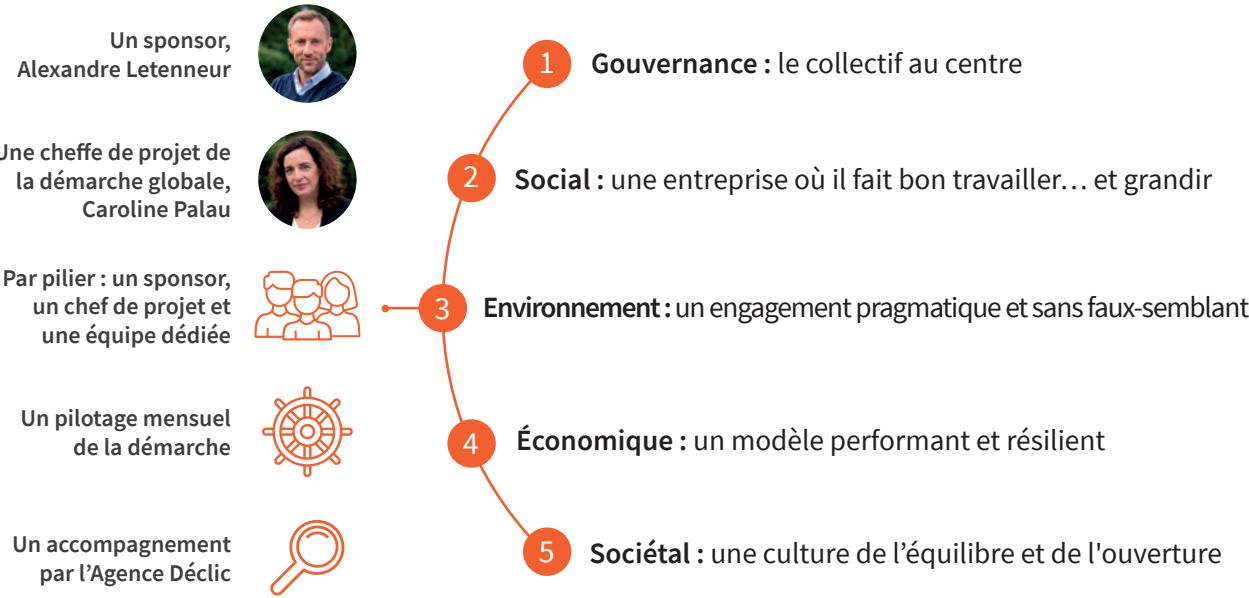 Un sponsor,
Alexandre Letenneur
Une cheffe de projet de
la démarche globale,
Caroline Palau
Par pilier : un sponsor,
un chef de projet et
une équipe dédiée
Un pilotage mensuel
de la démarche
Un accompagnement
par l’Agence Déclic
1 Gouvernance : le collectif au centre
2 Social : une entreprise où il fait bon travailler… et grandir
3 Environnement : un engagement pragmatique et sans faux-semblant
4 Économique : un modèle performant et résilient
5 Sociétal : une culture de l’équilibre et de l'ouverture